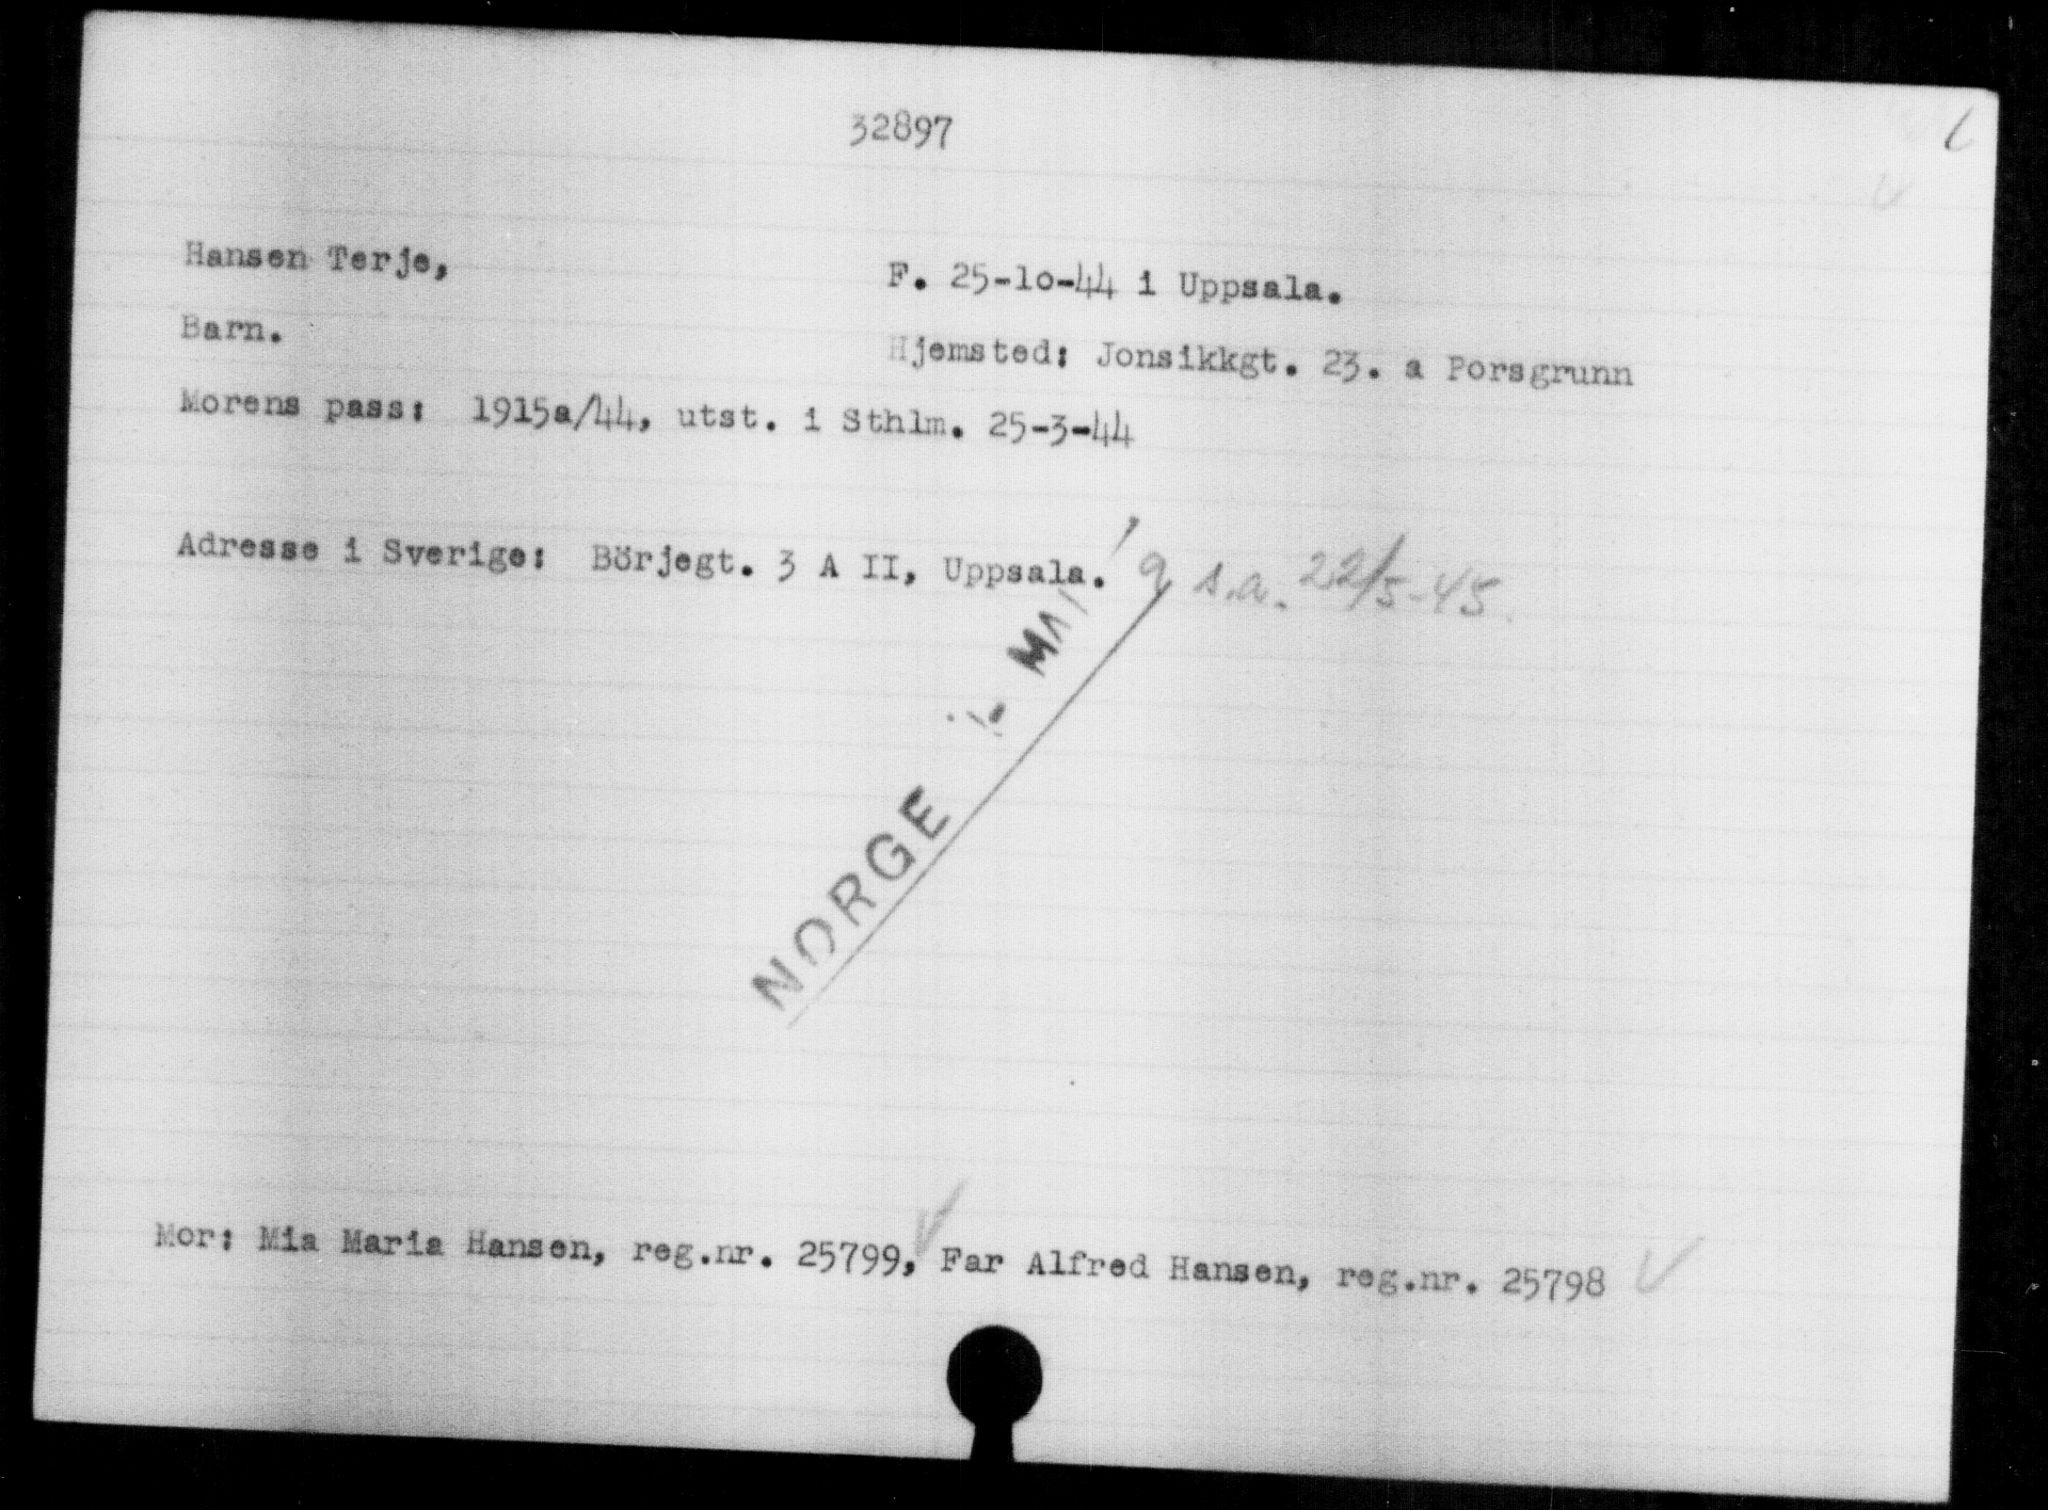 32897
Hansen Terje,
F. 25-10-44 i Uppsala.
Barn.
Hjemsted: Jonsikkgt. 23. a Porsgrunn
Morens pass: 1915a/44, utst. i Sthlm. 25-3-44
Adresse i Sverige: Börjegt. 3 A II, Uppsala.
s.a. 22/5-45.
NORGE MAI
Mor: Mia Maria Hansen, reg.nr. 25799, Far Alfred Hansen, reg.nr. 25798